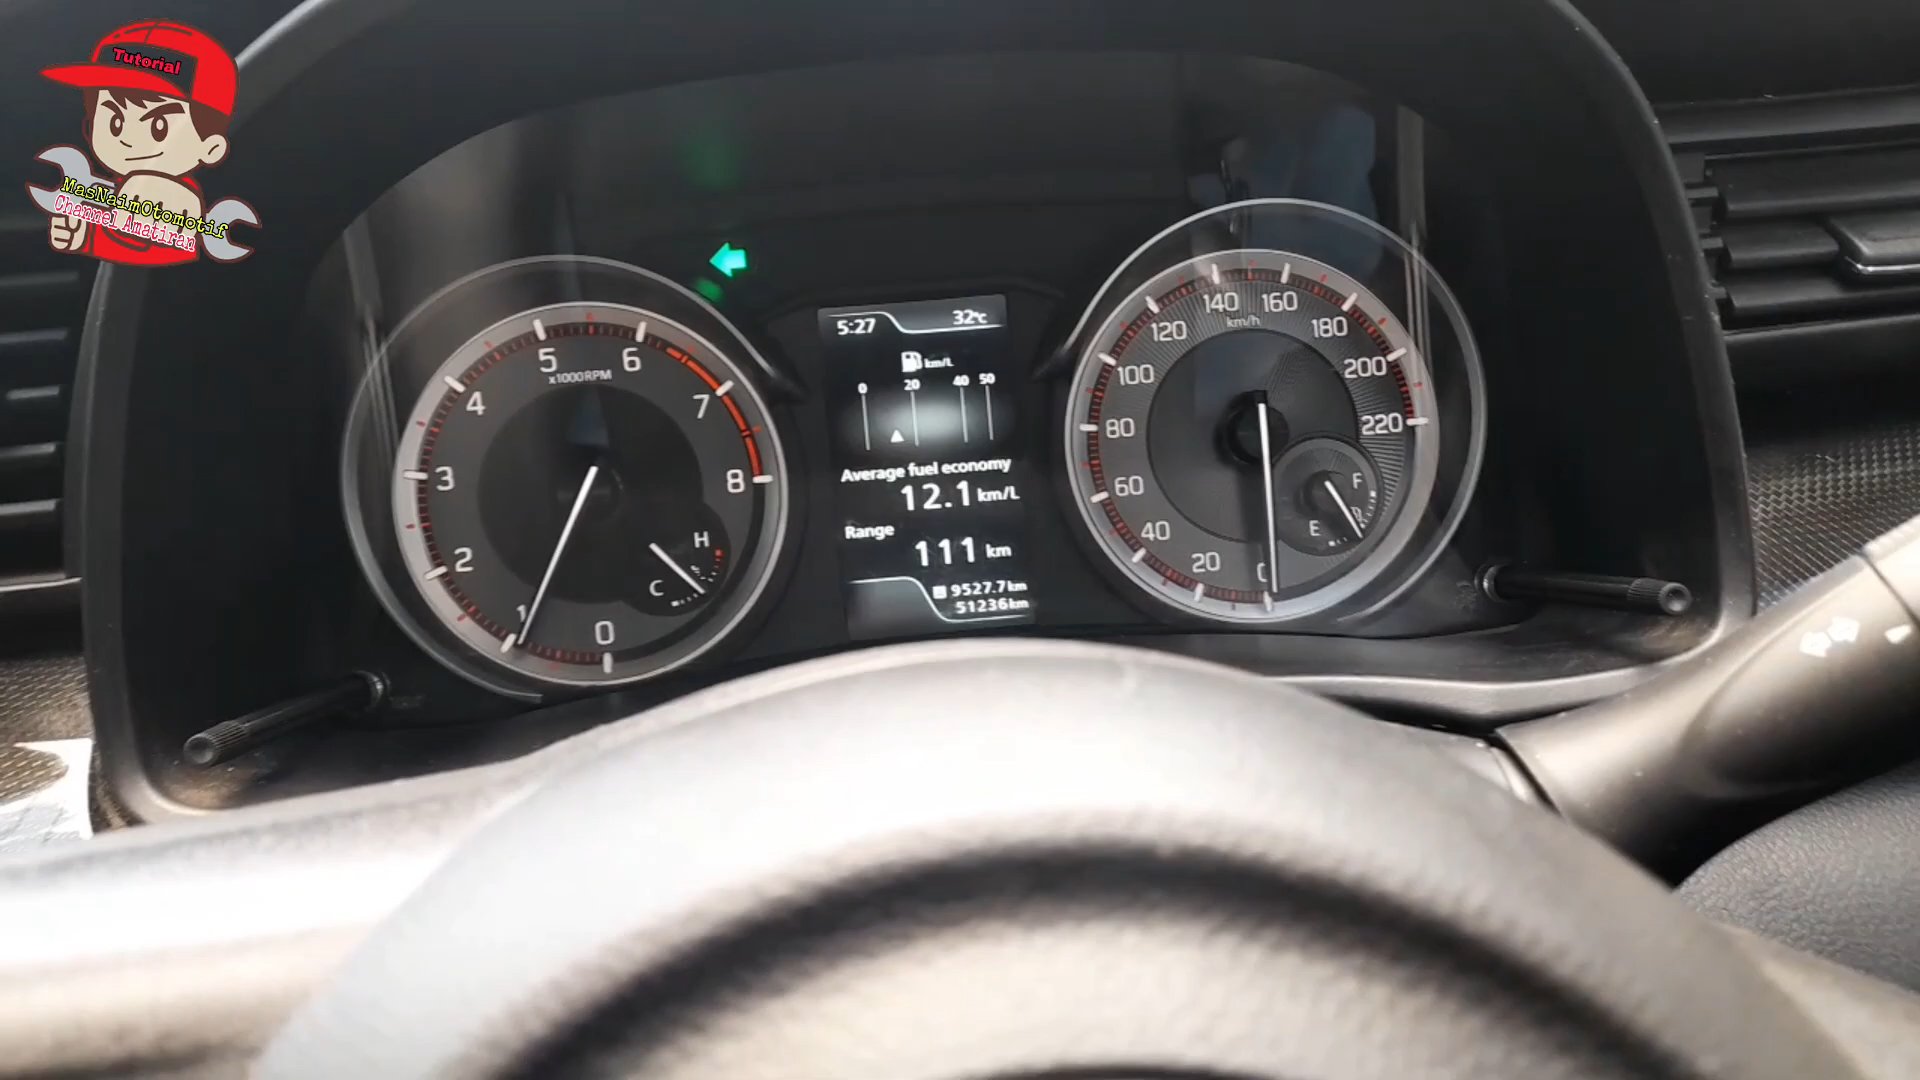 Tutorial
MasNaimOtomotif
Channel Amatiran
5:27 32°C
km/L
0 20 40 50
Average fuel economy
12.1 km/L
Range
111 km
B 9527.7 km
51236 km
0 1 2 3 4 5 6 7 8
x1000RPM
C H
0 20 40 60 80 100 120 140 160 180 200 220
km/h
E F